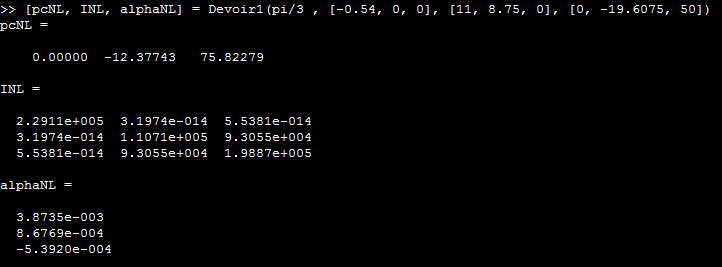 >> [pcNL, INL, alphaNL] = Devoir1(pi/3 , [-0.54, 0, 0], [11, 8.75, 0], [0, -19.6075, 50])
pcNL =
0.00000 -12.37743 75.82279
INL =
2.2911e+005 3.1974e-014 5.5381e-014
3.1974e-014 1.1071e+005 9.3055e+004
5.5381e-014 9.3055e+004 1.9887e+005
alphaNL =
3.8735e-003
8.6769e-004
-5.3920e-004